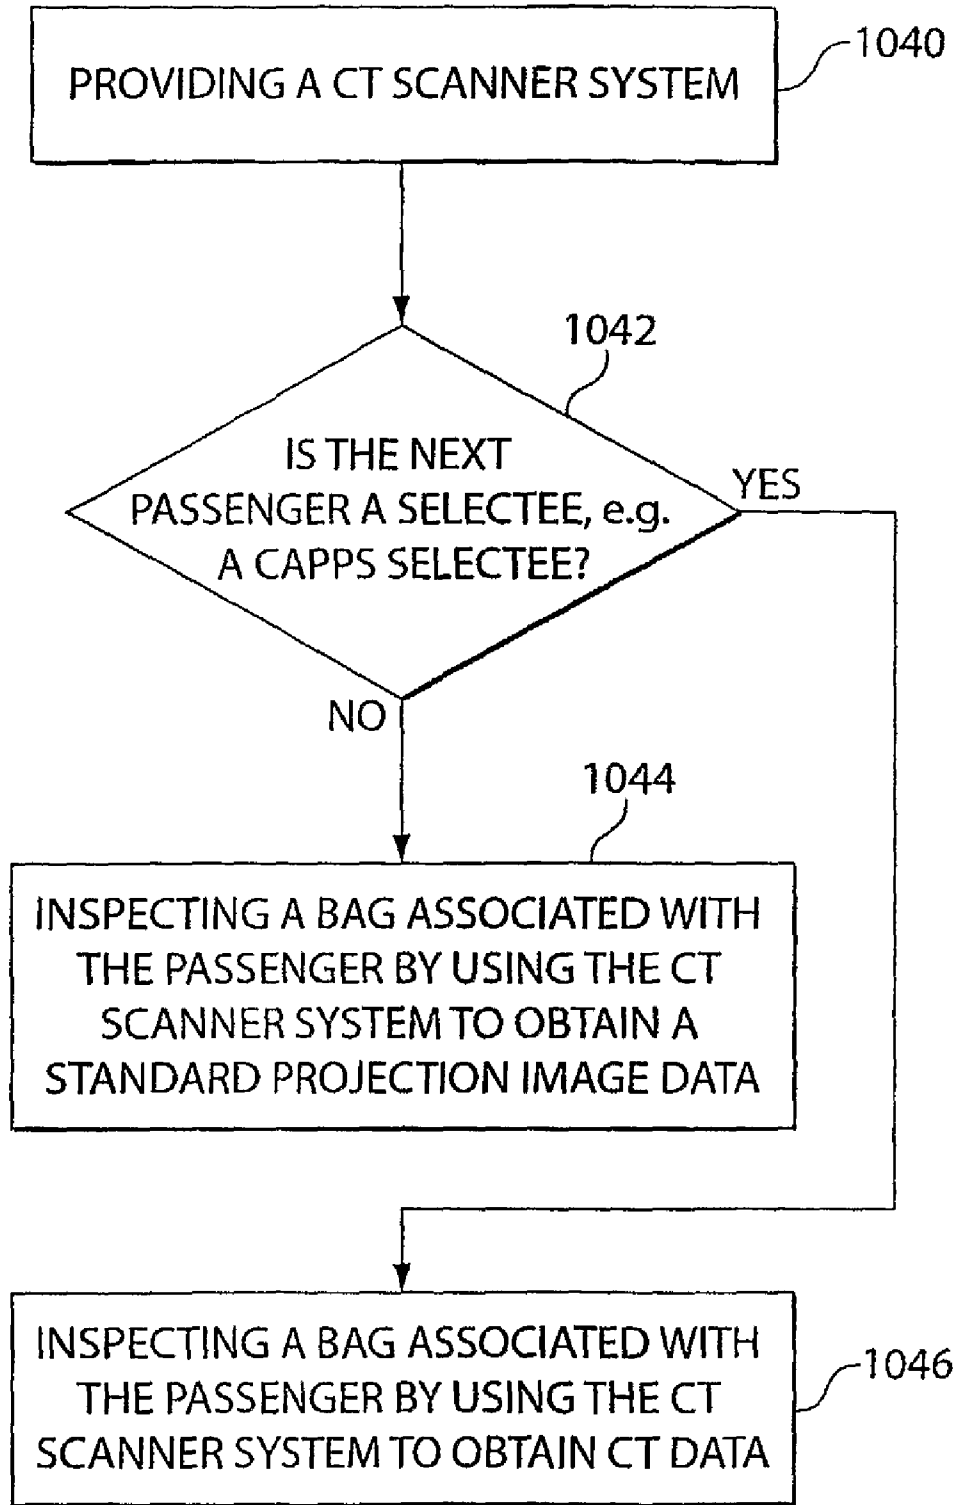 1040
PROVIDING A CT SCANNER SYSTEM
1042
IS THE NEXT
PASSENGER A SELECTEE, e.g.
A CAPPS SELECTEE?
YES
NO
1044
INSPECTING A BAG ASSOCIATED WITH
THE PASSENGER BY USING THE CT
SCANNER SYSTEM TO OBTAIN A
STANDARD PROJECTION IMAGE DATA
INSPECTING A BAG ASSOCIATED WITH
THE PASSENGER BY USING THE CT
SCANNER SYSTEM TO OBTAIN CT DATA
1046